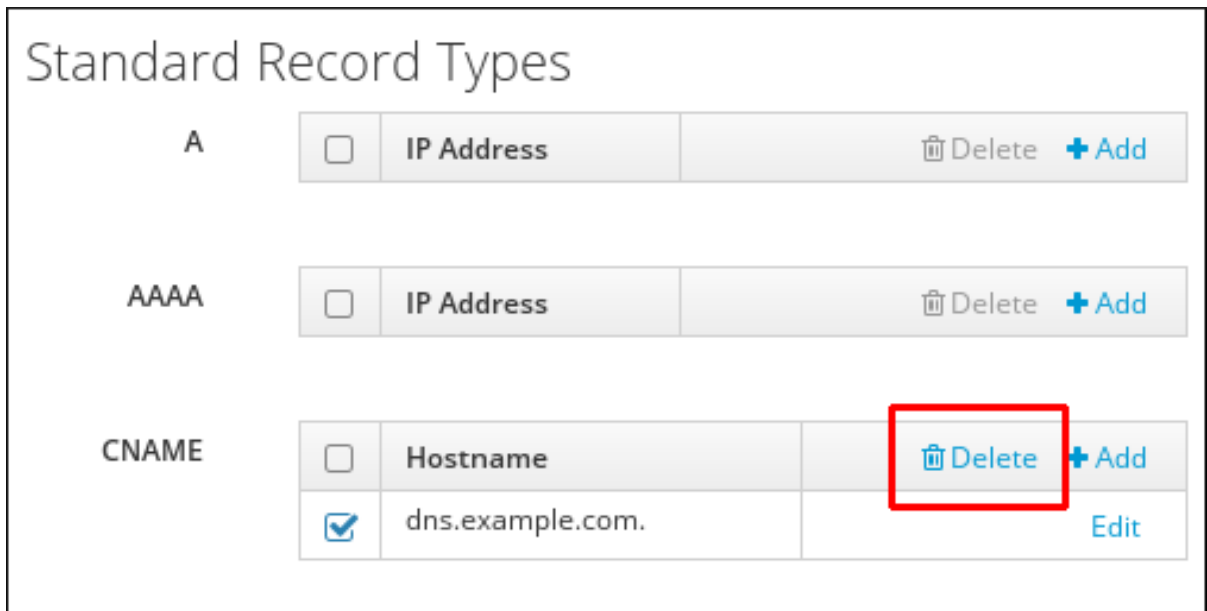 Standard Record Types
A
IP Address Delete Add
AAAA
IP Address Delete Add
CNAME
Hostname Delete Add
dns.example.com. Edit